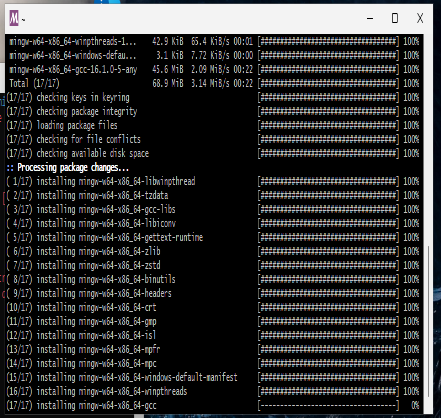 M ~
mingw-w64-x86_64-winpthreads-1... 42.9 KiB 65.4 KiB/s 00:01 [################################] 100%
mingw-w64-x86_64-windows-defau... 3.1 KiB 7.72 KiB/s 00:00 [################################] 100%
mingw-w64-x86_64-gcc-16.1.0-5-any 45.6 MiB 2.09 MiB/s 00:22 [################################] 100%
Total (17/17) 68.9 MiB 3.14 MiB/s 00:22 [################################] 100%
(17/17) checking keys in keyring [################################] 100%
(17/17) checking package integrity [################################] 100%
(17/17) loading package files [################################] 100%
(17/17) checking for file conflicts [################################] 100%
(17/17) checking available disk space [################################] 100%
:: Processing package changes...
( 1/17) installing mingw-w64-x86_64-libwinpthread [################################] 100%
( 2/17) installing mingw-w64-x86_64-tzdata [################################] 100%
( 3/17) installing mingw-w64-x86_64-gcc-libs [################################] 100%
( 4/17) installing mingw-w64-x86_64-libiconv [################################] 100%
( 5/17) installing mingw-w64-x86_64-gettext-runtime [################################] 100%
( 6/17) installing mingw-w64-x86_64-zlib [################################] 100%
( 7/17) installing mingw-w64-x86_64-zstd [################################] 100%
( 8/17) installing mingw-w64-x86_64-binutils [################################] 100%
( 9/17) installing mingw-w64-x86_64-headers [################################] 100%
(10/17) installing mingw-w64-x86_64-crt [################################] 100%
(11/17) installing mingw-w64-x86_64-gmp [################################] 100%
(12/17) installing mingw-w64-x86_64-isl [################################] 100%
(13/17) installing mingw-w64-x86_64-mpfr [################################] 100%
(14/17) installing mingw-w64-x86_64-mpc [################################] 100%
(15/17) installing mingw-w64-x86_64-windows-default-manifest [################################] 100%
(16/17) installing mingw-w64-x86_64-winpthreads [################################] 100%
(17/17) installing mingw-w64-x86_64-gcc [--------------------------------] 0%